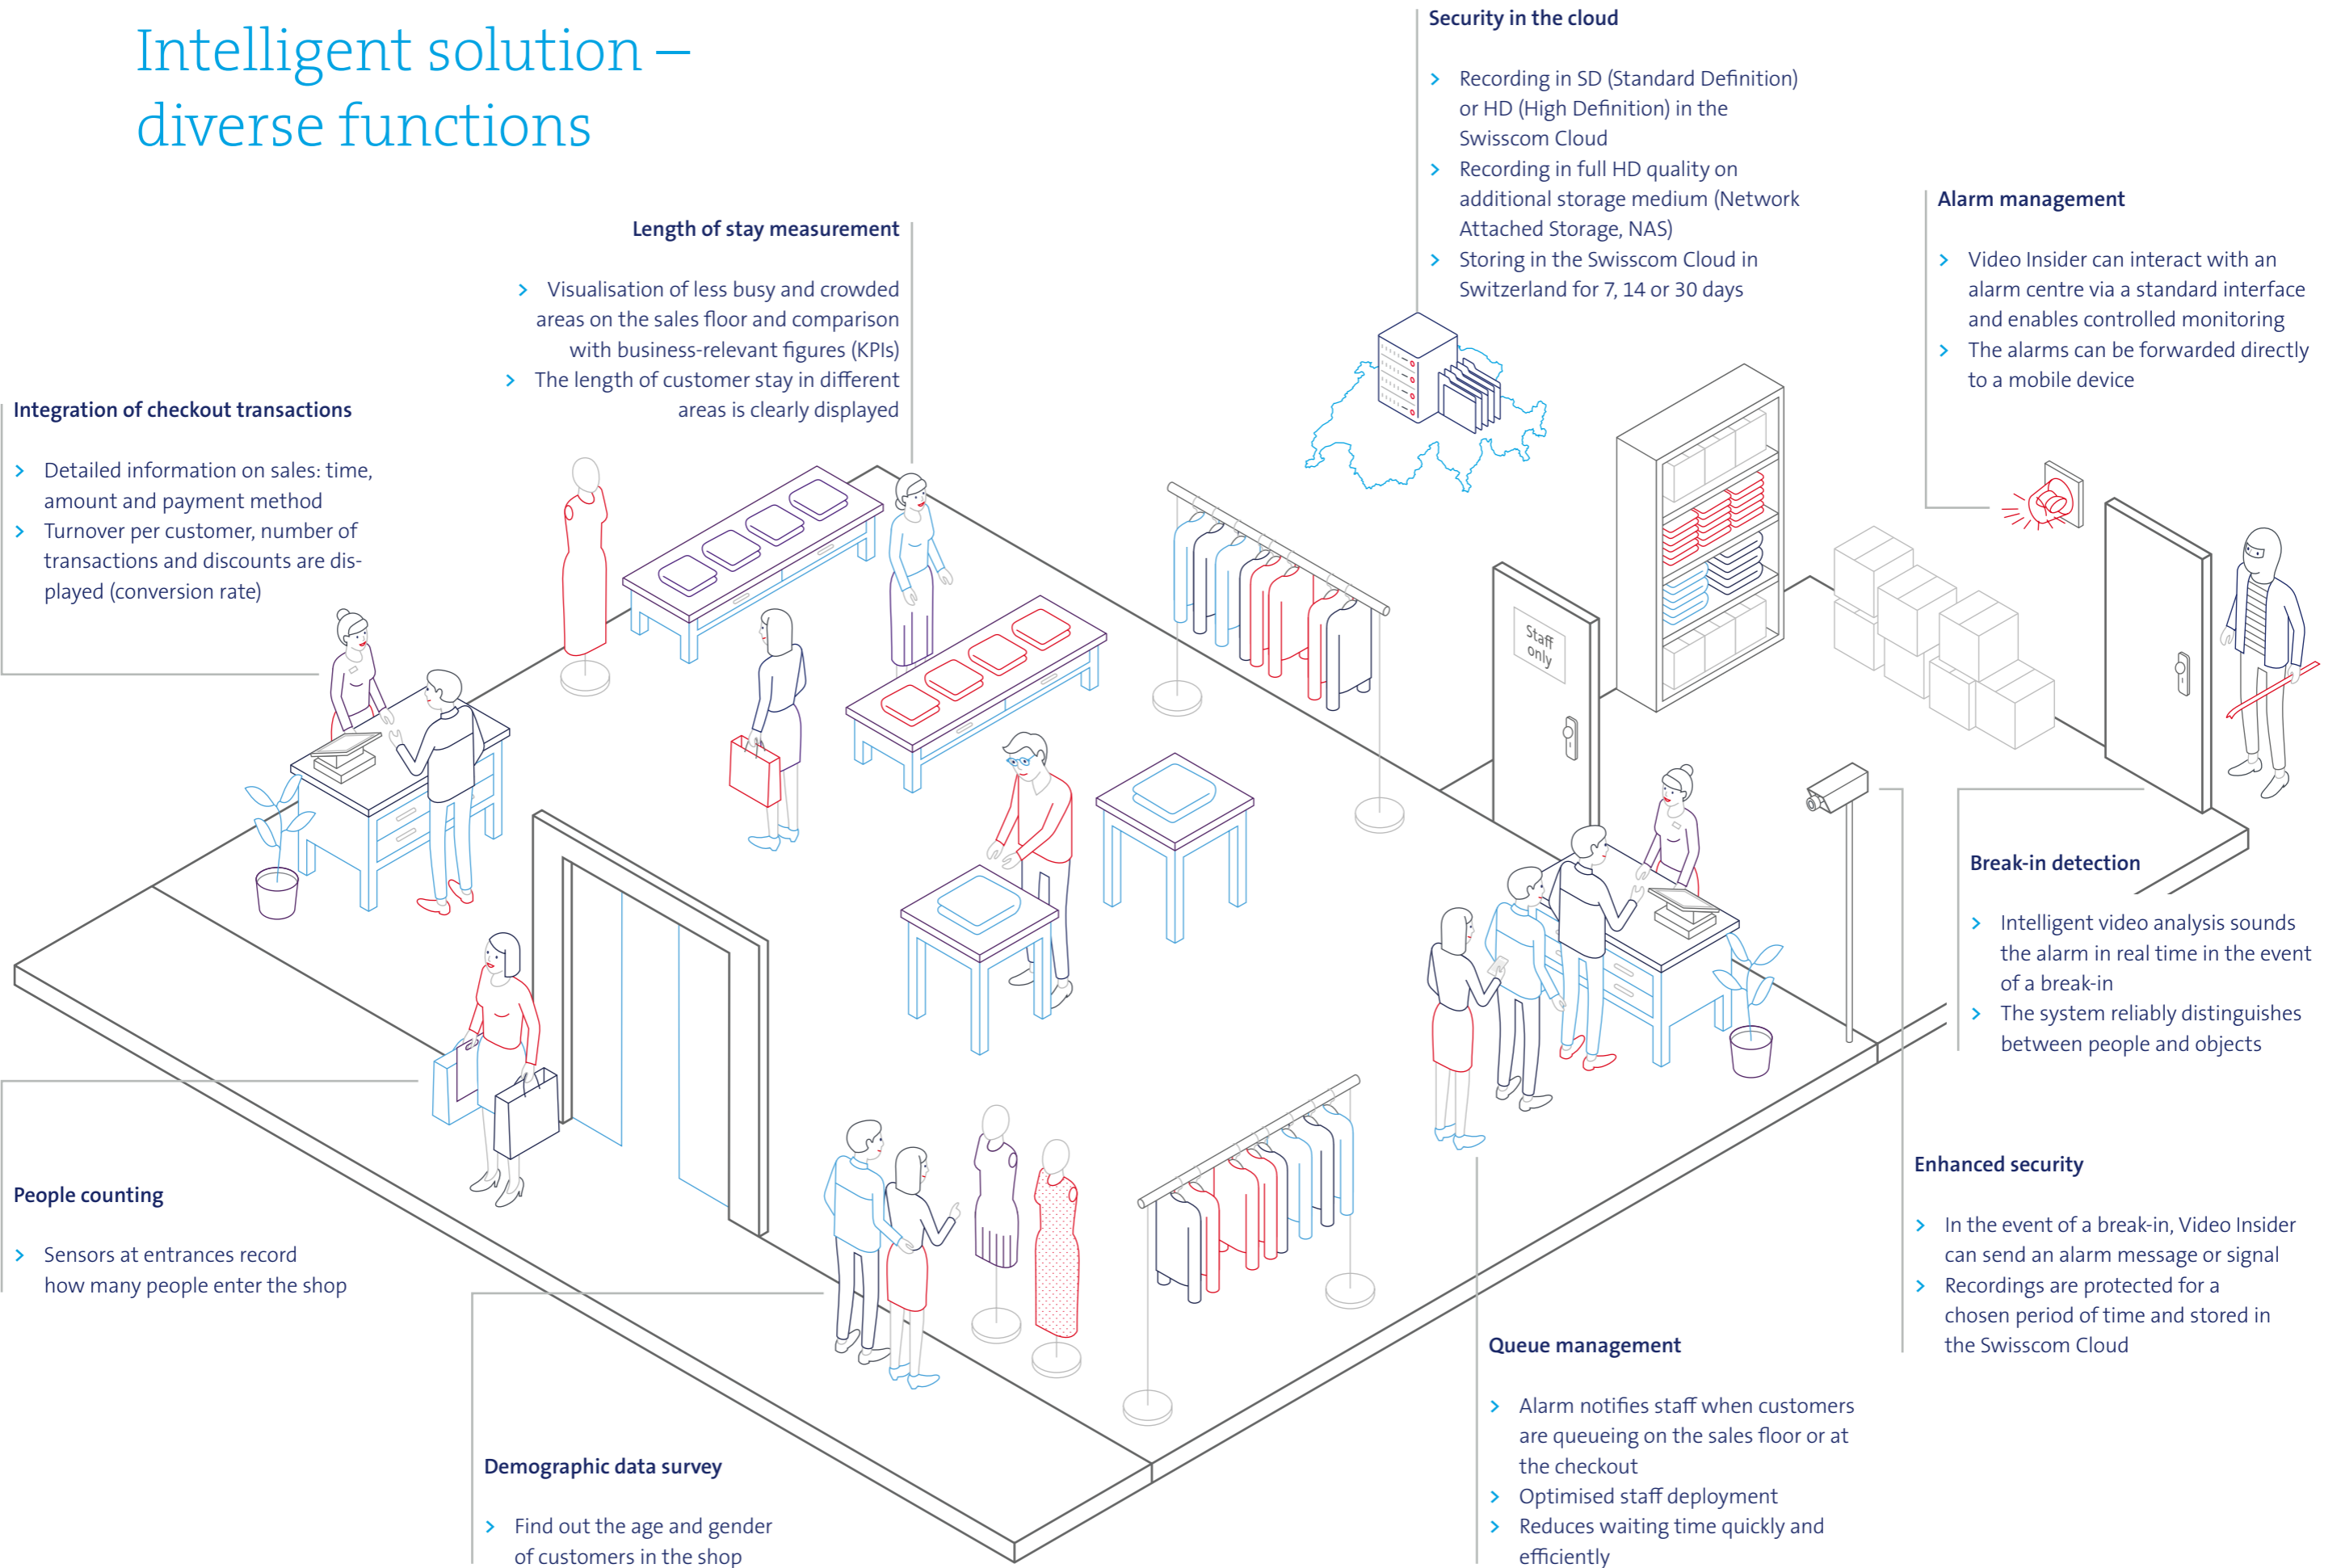 Intelligent solution –
diverse functions
Security in the cloud
> Recording in SD (Standard Definition)
or HD (High Definition) in the
Swisscom Cloud
> Recording in full HD quality on
additional storage medium (Network
Attached Storage, NAS)
> Storing in the Swisscom Cloud in
Switzerland for 7, 14 or 30 days
Alarm management
> Video Insider can interact with an
alarm centre via a standard interface
and enables controlled monitoring
> The alarms can be forwarded directly
to a mobile device
Length of stay measurement
> Visualisation of less busy and crowded
areas on the sales floor and comparison
with business-relevant figures (KPIs)
> The length of customer stay in different
areas is clearly displayed
Integration of checkout transactions
> Detailed information on sales: time,
amount and payment method
> Turnover per customer, number of
transactions and discounts are dis-
played (conversion rate)
Staff
only
Break-in detection
> Intelligent video analysis sounds
the alarm in real time in the event
of a break-in
> The system reliably distinguishes
between people and objects
People counting
> Sensors at entrances record
how many people enter the shop
Enhanced security
> In the event of a break-in, Video Insider
can send an alarm message or signal
> Recordings are protected for a
chosen period of time and stored in
the Swisscom Cloud
Queue management
> Alarm notifies staff when customers
are queueing on the sales floor or at
the checkout
> Optimised staff deployment
> Reduces waiting time quickly and
efficiently
Demographic data survey
> Find out the age and gender
of customers in the shop